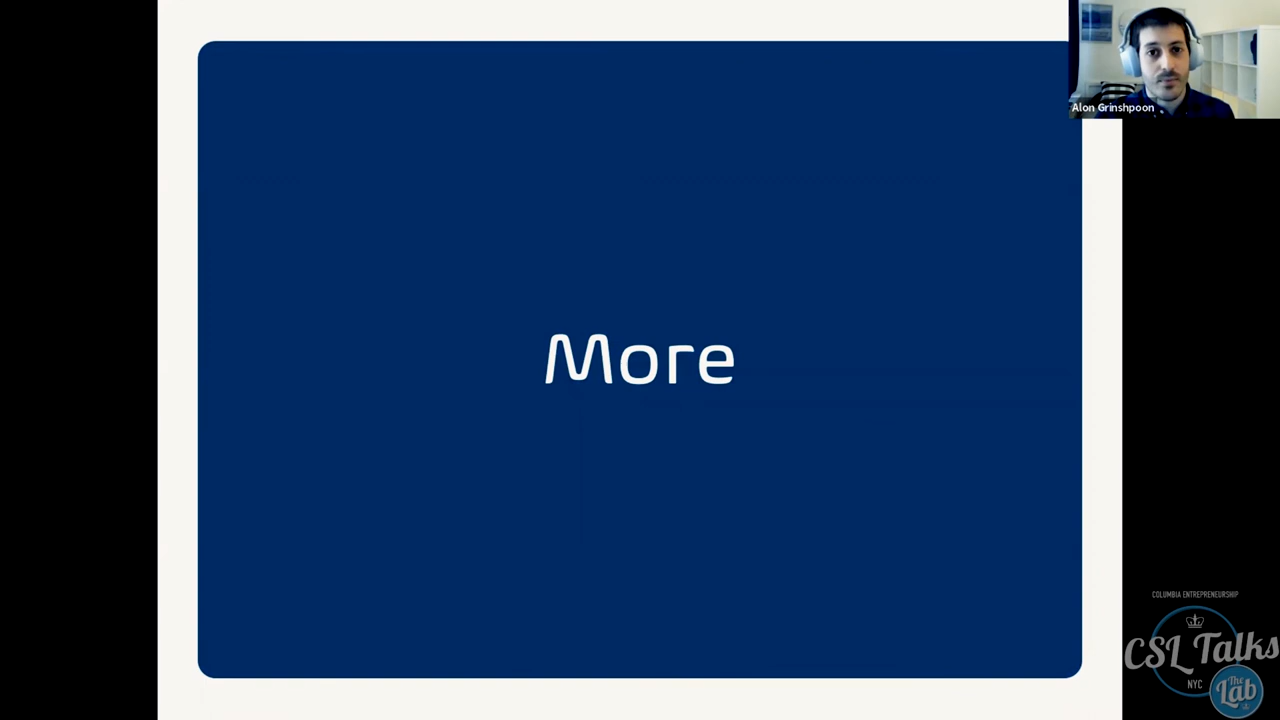 More
Alon Grinshpoon
COLUMBIA ENTREPRENEURSHIP
CSL Talks
NYC
The
Lab